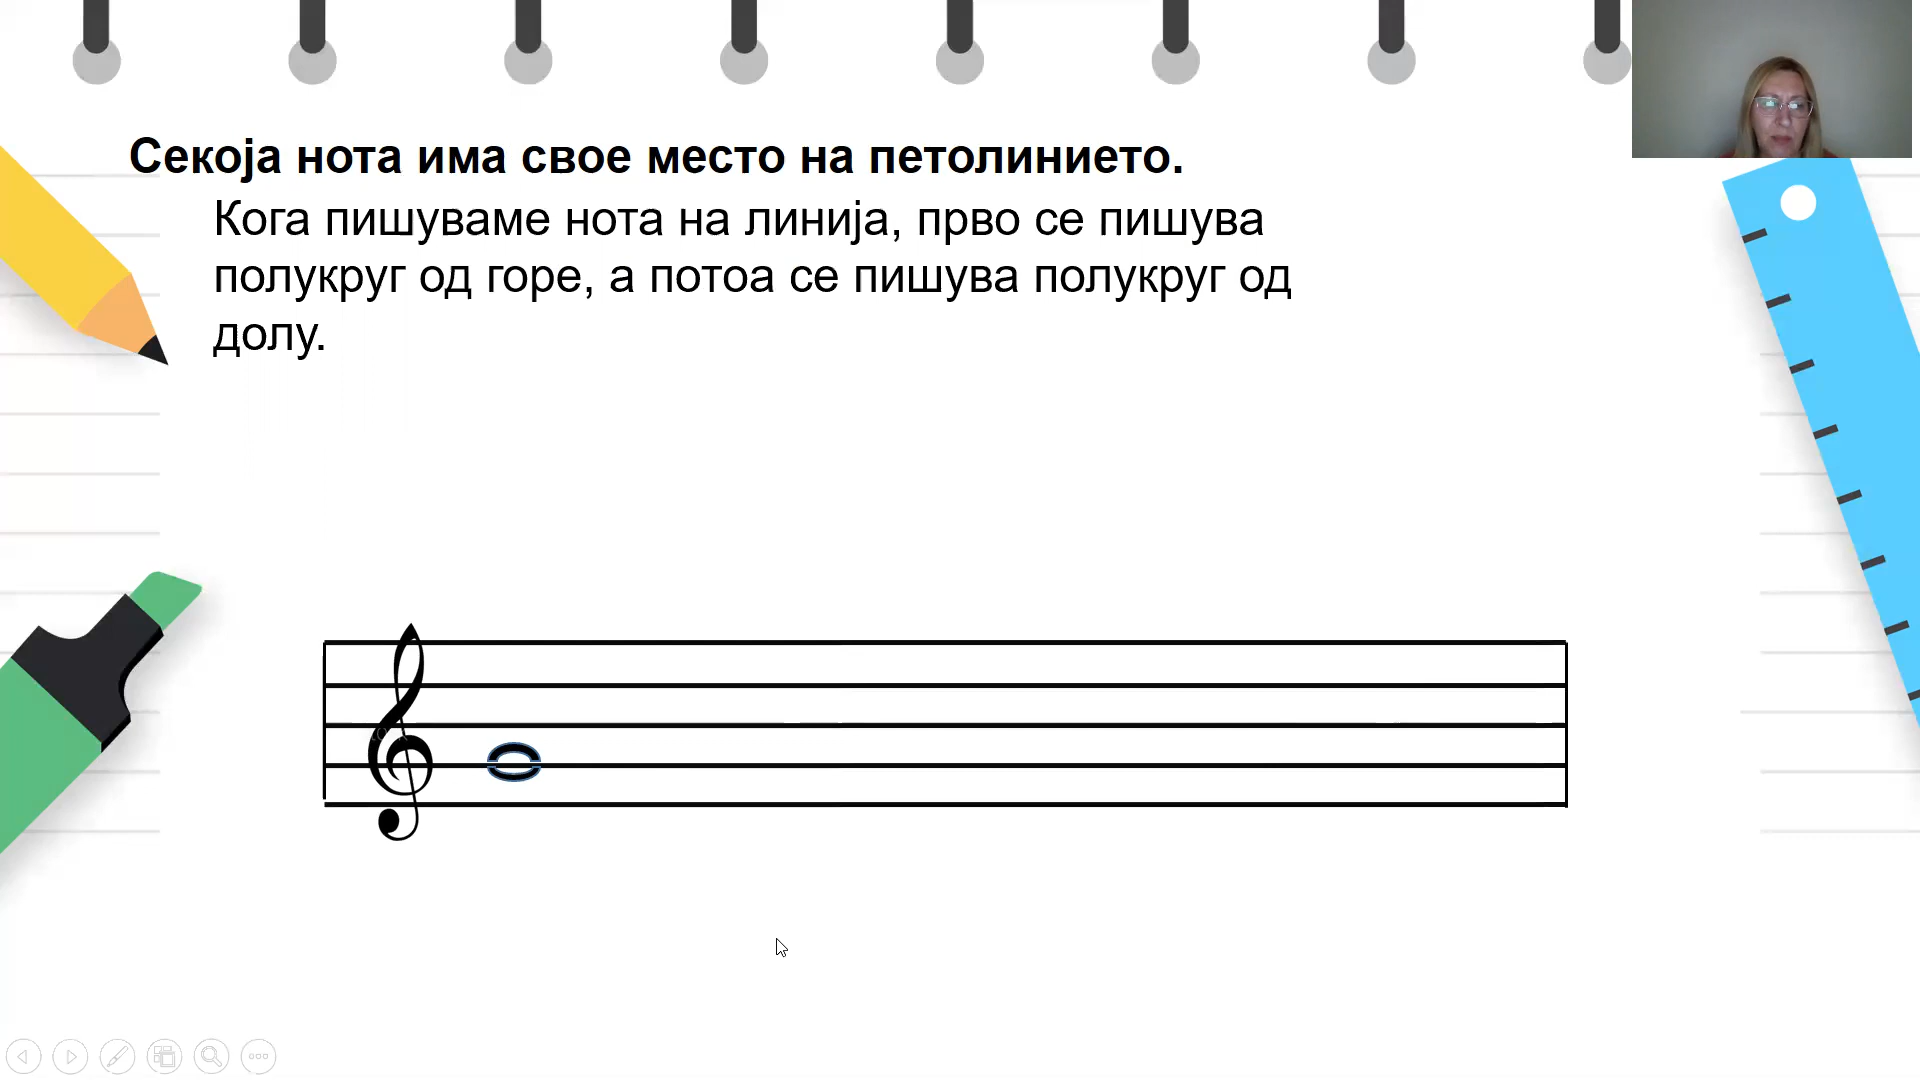 Секоја нота има свое место на петолинието.
Кога пишуваме нота на линија, прво се пишува
полукруг од горе, а потоа се пишува полукруг од
долу.